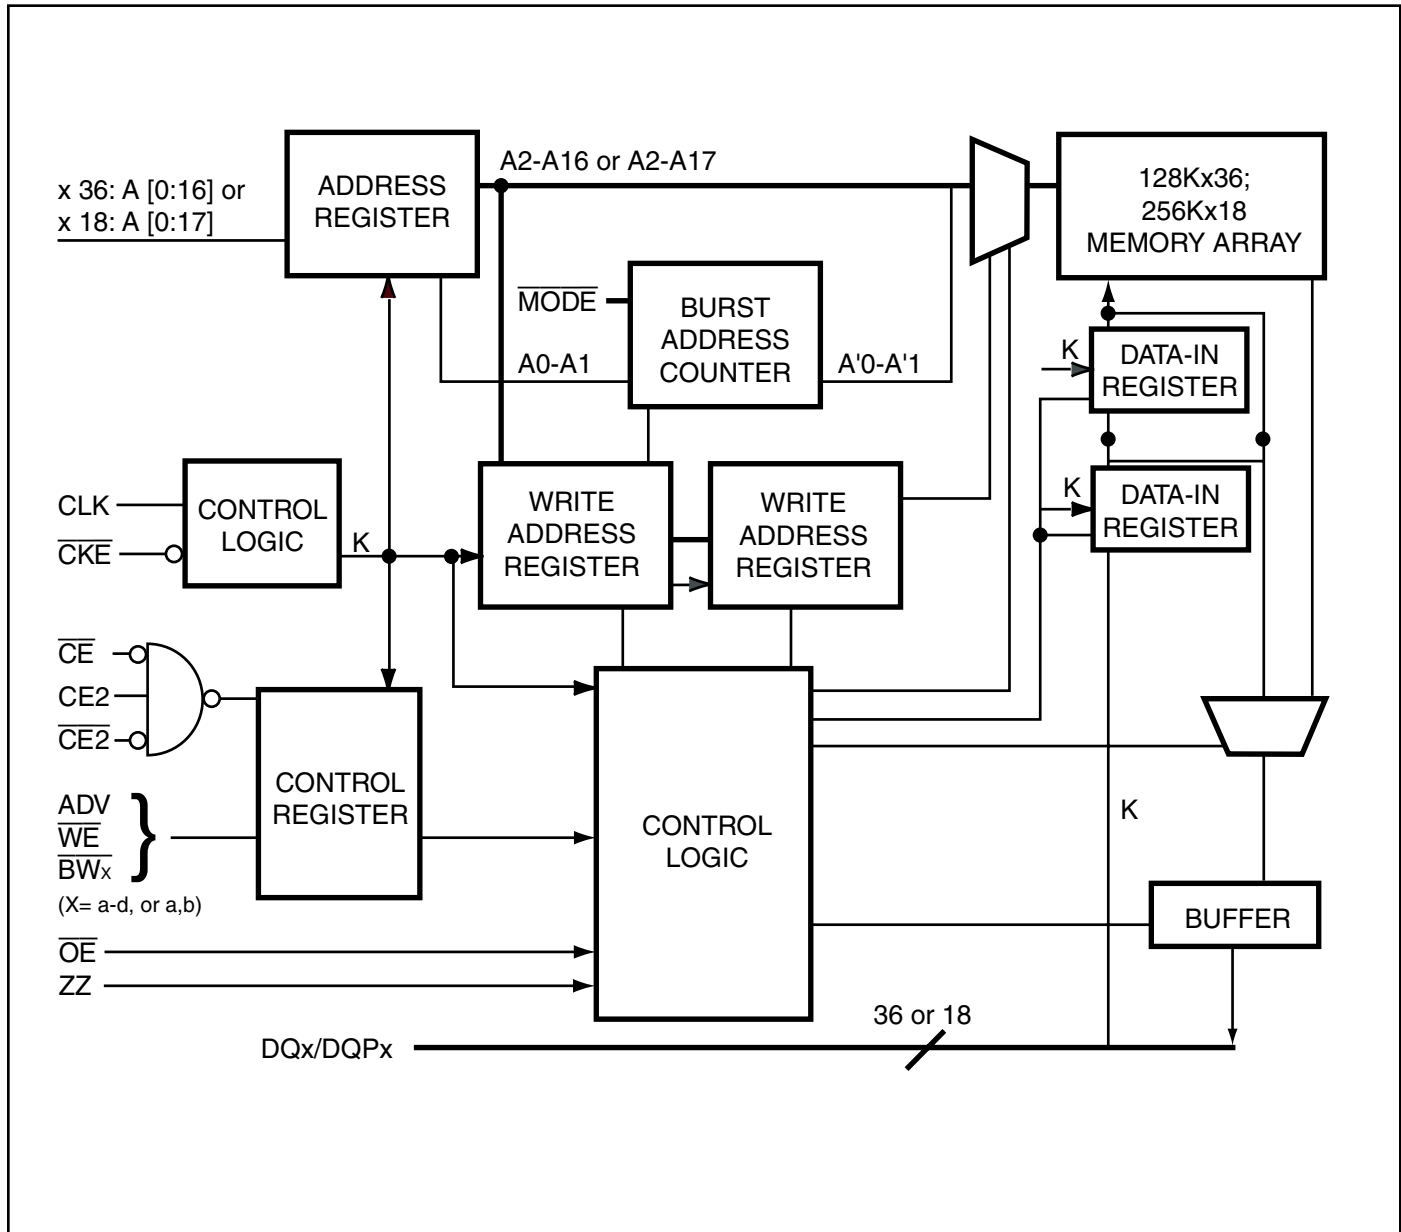 A2-A16 or A2-A17
x 36: A [0:16] or
x 18: A [0:17]
ADDRESS
REGISTER
128Kx36;
256Kx18
MEMORY ARRAY
MODE
BURST
ADDRESS
COUNTER
A0-A1
A'0-A'1
K
DATA-IN
REGISTER
K
DATA-IN
REGISTER
CLK
CKE
CONTROL
LOGIC
K
WRITE
ADDRESS
REGISTER
WRITE
ADDRESS
REGISTER
CE
CE2
CE2
CONTROL
REGISTER
ADV
WE
BWx
}
(X= a-d, or a,b)
CONTROL
LOGIC
K
BUFFER
OE
ZZ
36 or 18
DQx/DQPx